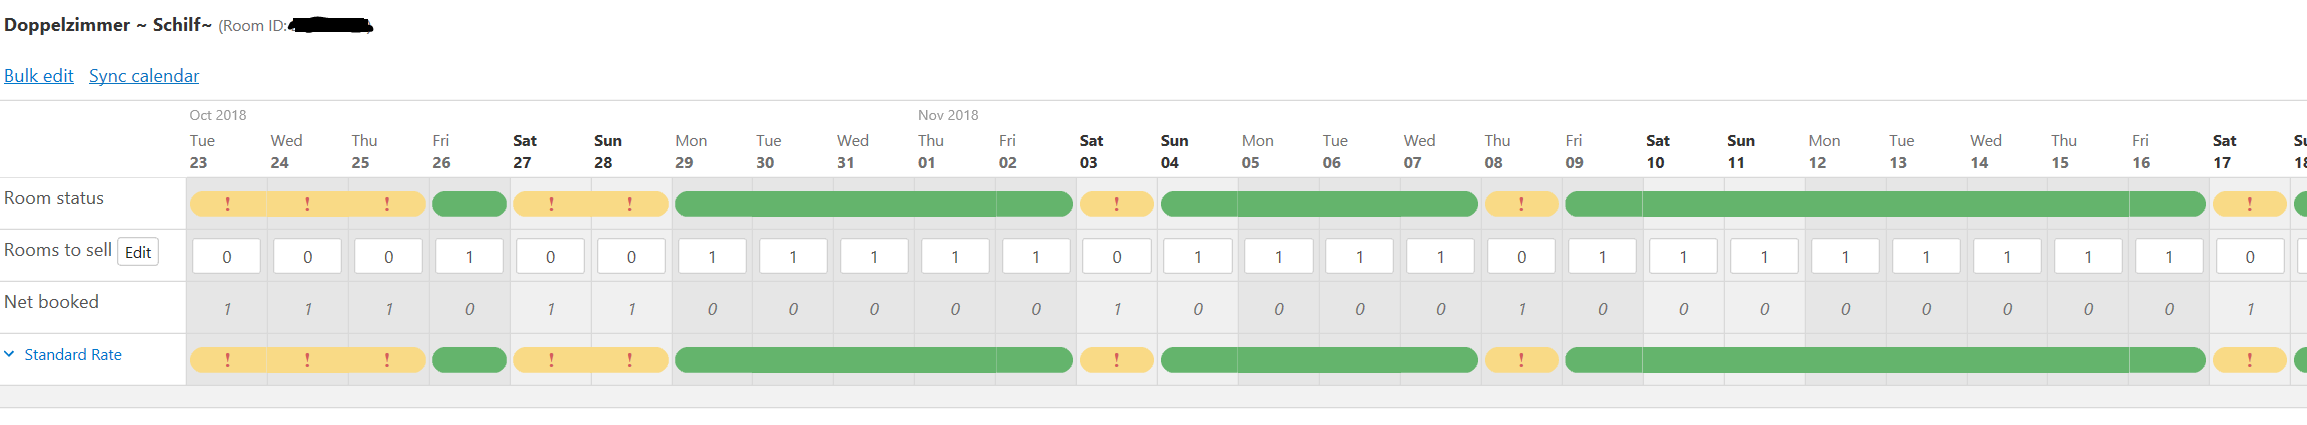 Doppelzimmer ~ Schilf~ (Room ID:
Bulk edit Sync calendar
Oct 2018 Nov 2018
Tue Wed Thu Fri Sat Sun Mon Tue Wed Thu Fri Sat Sun Mon Tue Wed Thu Fri Sat Sun Mon Tue Wed Thu Fri Sat
23 24 25 26 27 28 29 30 31 01 02 03 04 05 06 07 08 09 10 11 12 13 14 15 16 17 18
Room status ! ! ! ! ! ! ! !
Rooms to sell Edit 0 0 0 1 0 0 1 1 1 1 1 0 1 1 1 1 0 1 1 1 1 1 1 1 1 0
Net booked 1 1 1 0 1 1 0 0 0 0 0 1 0 0 0 0 1 0 0 0 0 0 0 0 0 1
Standard Rate ! ! ! ! ! ! ! !